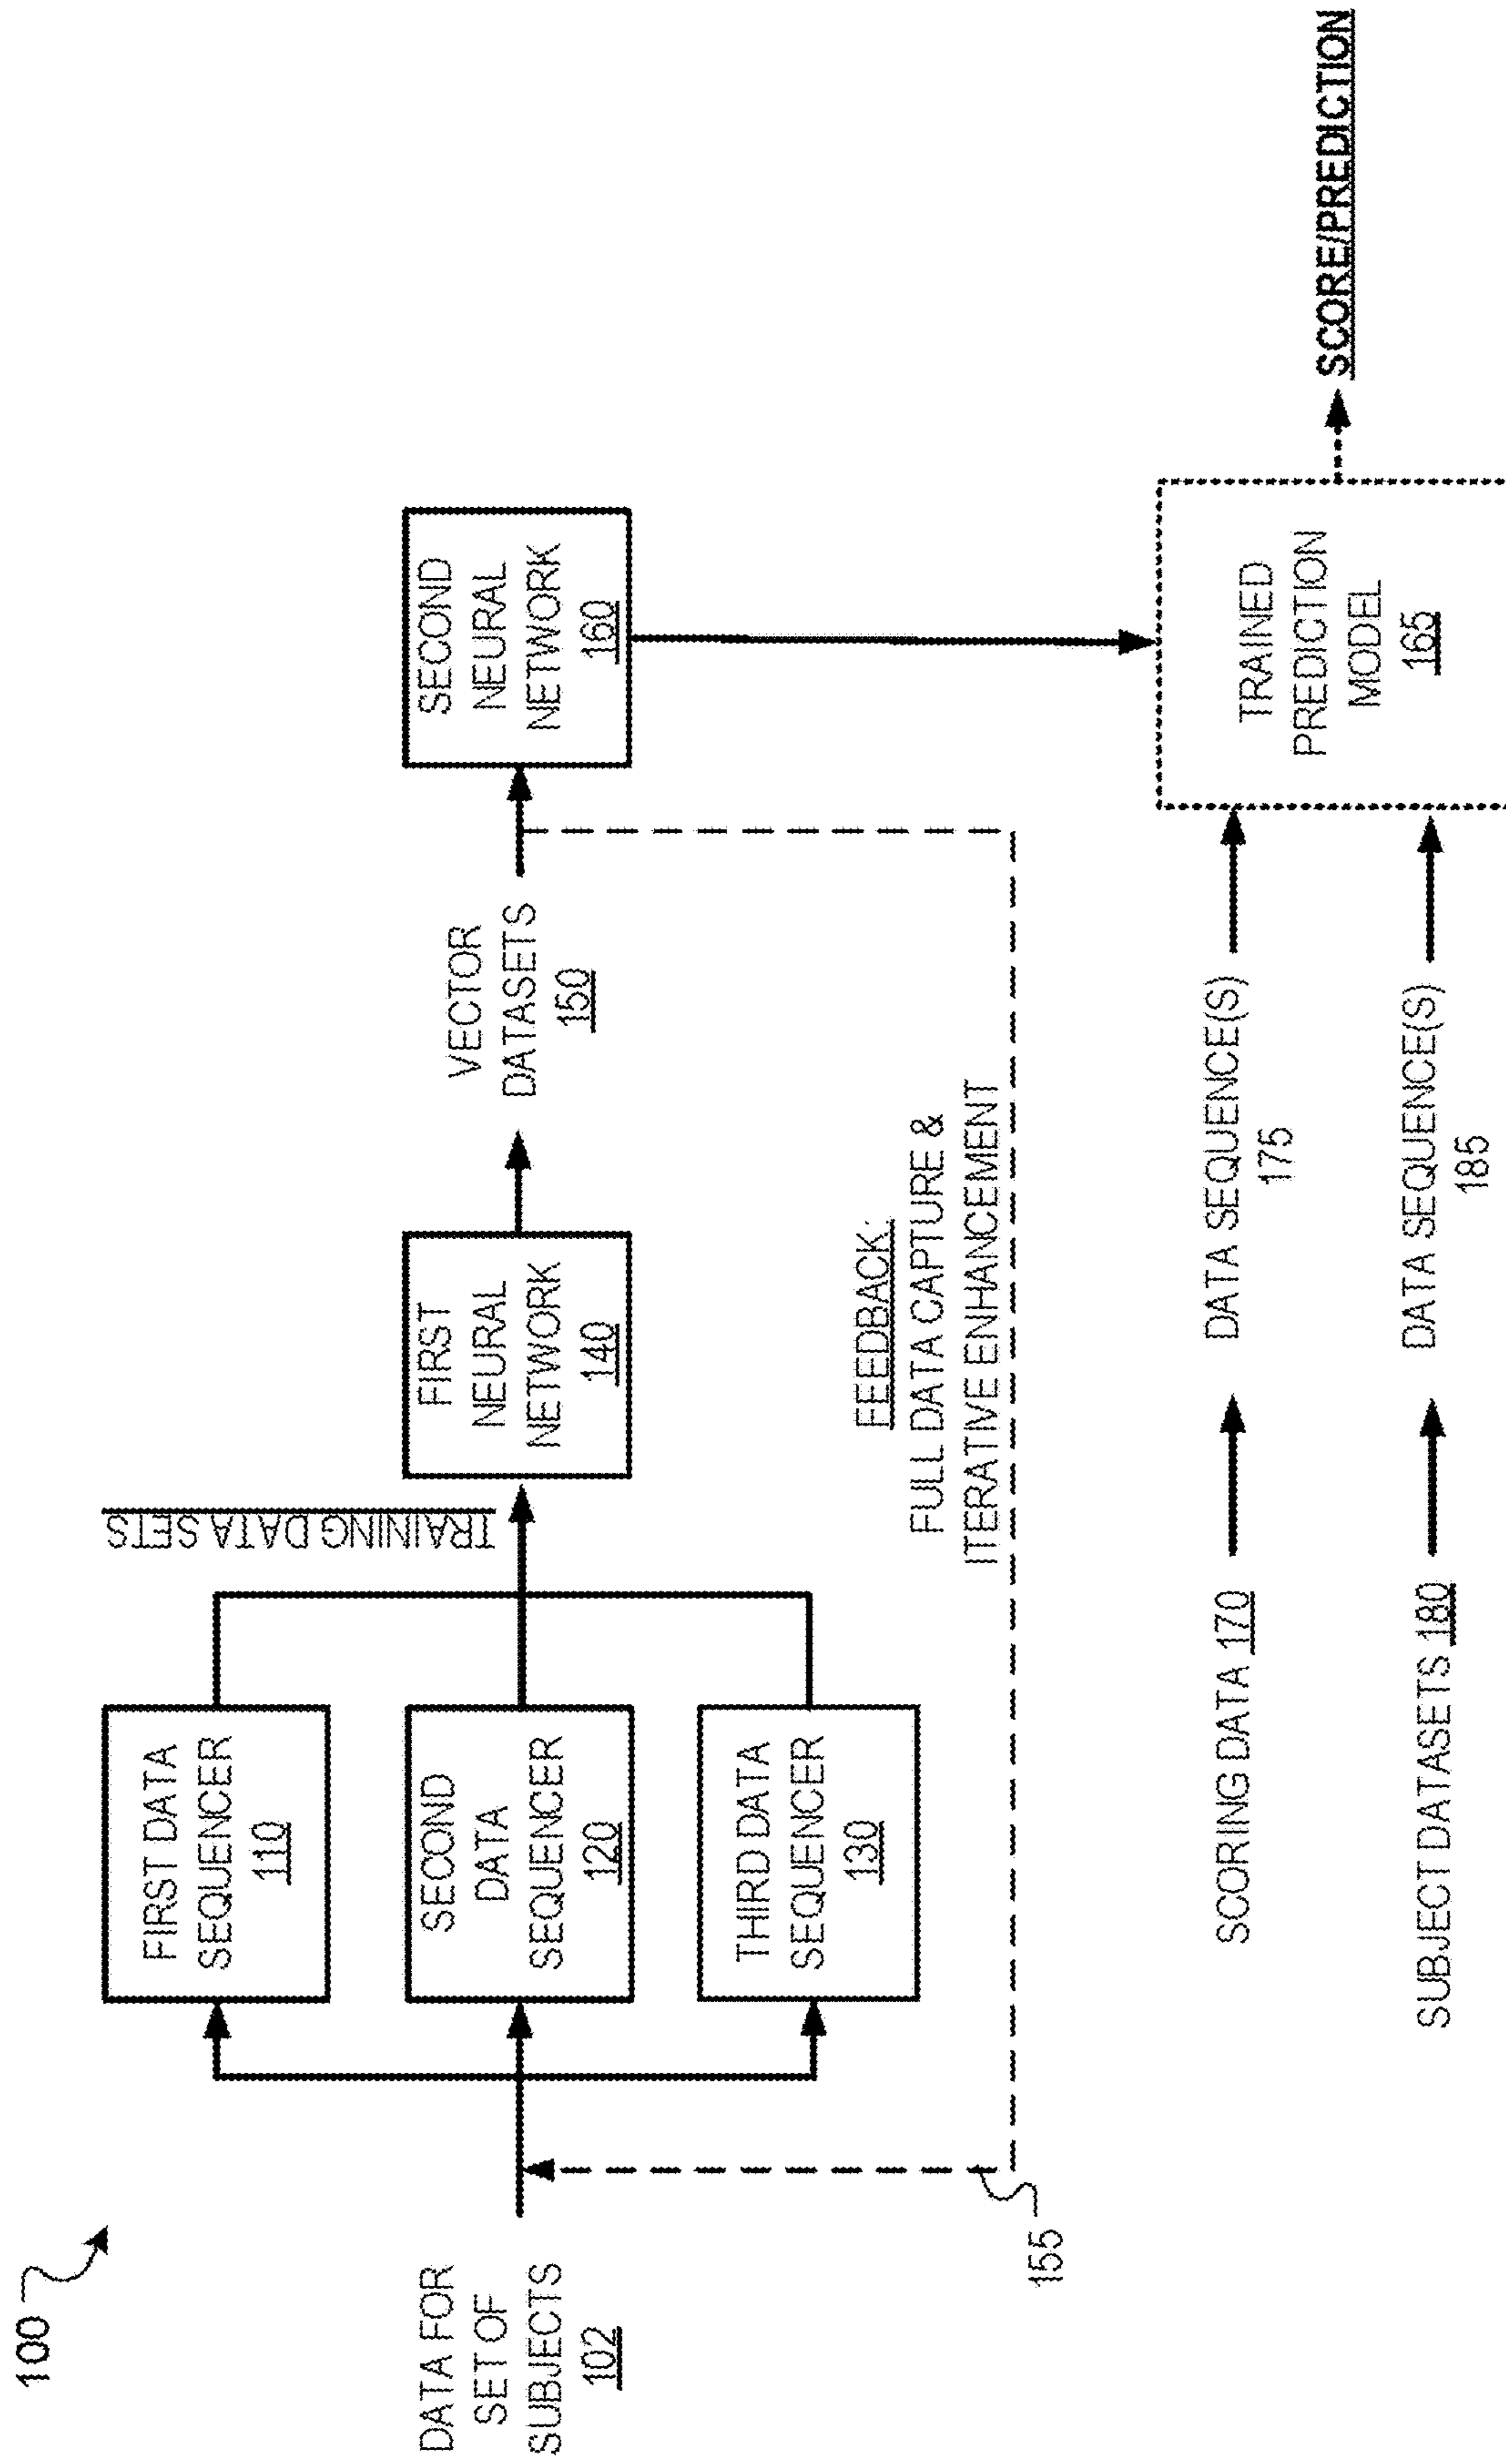 100
DATA FOR
SET OF
SUBJECTS
102
FIRST DATA
SEQUENCER
110
SECOND
DATA
SEQUENCER
120
THIRD DATA
SEQUENCER
130
TRAINING DATA SETS
FIRST
NEURAL
NETWORK
140
VECTOR
DATASETS
150
SECOND
NEURAL
NETWORK
160
FEEDBACK:
FULL DATA CAPTURE &
ITERATIVE ENHANCEMENT
155
SCORING DATA 170
DATA SEQUENCE(S)
175
SUBJECT DATASETS 180
DATA SEQUENCE(S)
185
TRAINED
PREDICTION
MODEL
165
SCORE/PREDICTION